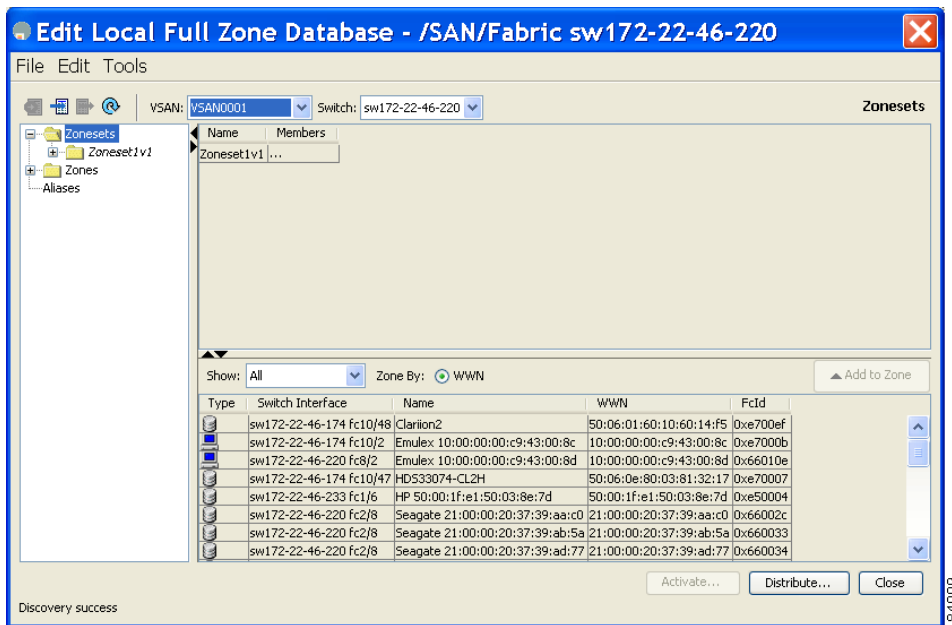 Edit Local Full Zone Database - /SAN/Fabric sw172-22-46-220
File Edit Tools
VSAN: VSAN0001 Switch: sw172-22-46-220 Zonesets
Zonesets
Zoneset1v1
Zones
Aliases
Name Members
Zoneset1v1 ...
Show: All Zone By: WWN Add to Zone
Type Switch Interface Name WWN FcId
sw172-22-46-174 fc10/48 Clariion2 50:06:01:60:10:60:14:f5 0xe700ef
sw172-22-46-174 fc10/2 Emulex 10:00:00:00:c9:43:00:8c 10:00:00:00:c9:43:00:8c 0xe7000b
sw172-22-46-220 fc8/2 Emulex 10:00:00:00:c9:43:00:8d 10:00:00:00:c9:43:00:8d 0x66010e
sw172-22-46-174 fc10/47 HDS33074-CL2H 50:06:0e:80:03:81:32:17 0xe70007
sw172-22-46-233 fc1/6 HP 50:00:1f:e1:50:03:8e:7d 50:00:1f:e1:50:03:8e:7d 0xe50004
sw172-22-46-220 fc2/8 Seagate 21:00:00:20:37:39:aa:c0 21:00:00:20:37:39:aa:c0 0x66002c
sw172-22-46-220 fc2/8 Seagate 21:00:00:20:37:39:ab:5a 21:00:00:20:37:39:ab:5a 0x660033
sw172-22-46-220 fc2/8 Seagate 21:00:00:20:37:39:ad:77 21:00:00:20:37:39:ad:77 0x660034
Activate... Distribute... Close
Discovery success